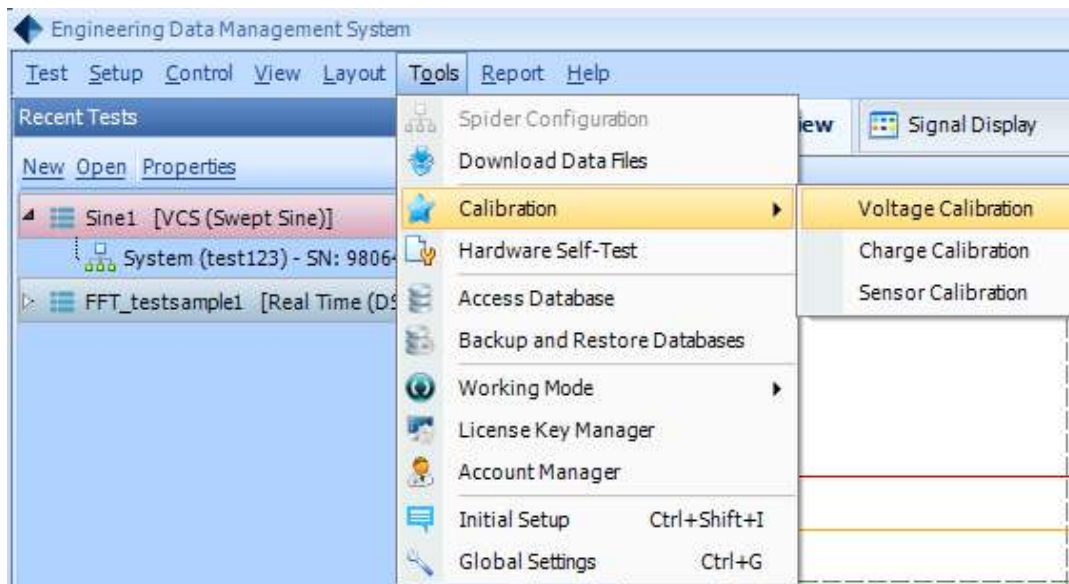 Engineering Data Management System
Test Setup Control View Layout Tools Report Help
Recent Tests
New Open Properties
Sine1 [VCS (Swept Sine)]
System (test123) - SN: 9806
FFT_testsample1 [Real Time (DS
Spider Configuration
Download Data Files
Calibration
Hardware Self-Test
Access Database
Backup and Restore Databases
Working Mode
License Key Manager
Account Manager
Initial Setup Ctrl+Shift+I
Global Settings Ctrl+G
ew Signal Display
Voltage Calibration
Charge Calibration
Sensor Calibration